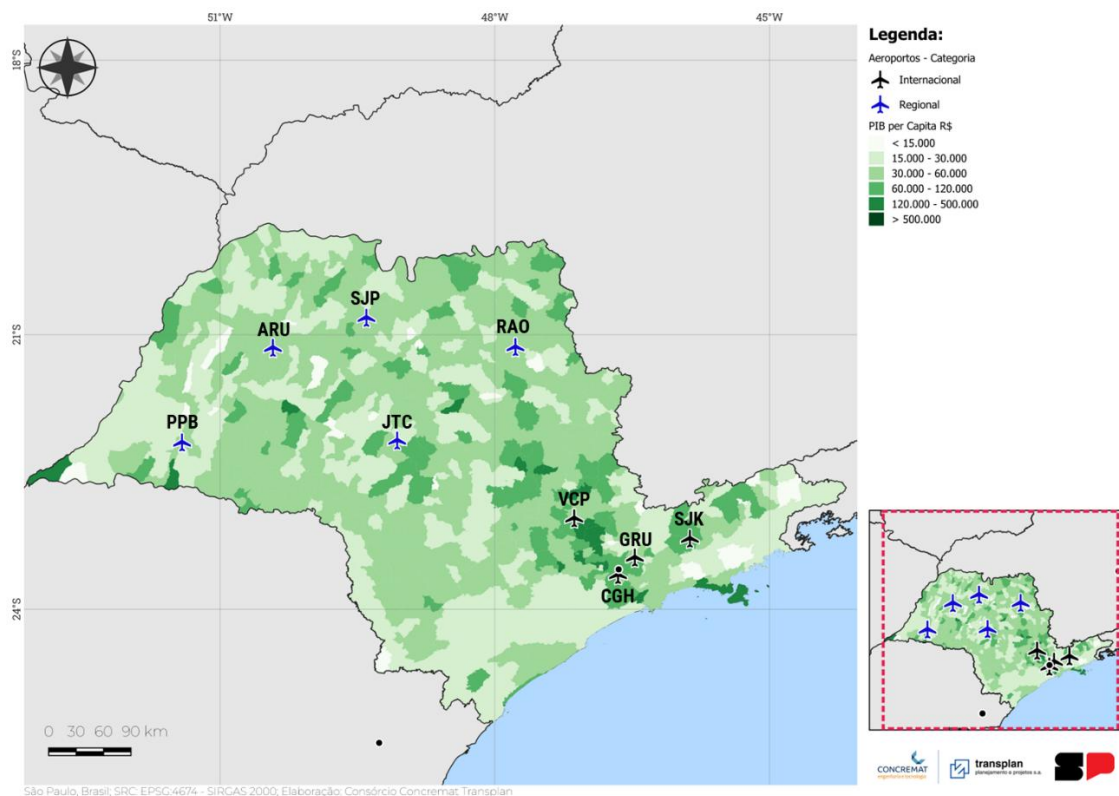 51°W
48°W
45°W
18°S
21°S
24°S
SJP
ARU
RAO
PPB
JTC
VCP
SJK
GRU
CGH
0 30 60 90 km
São Paulo, Brasil; SRC: EPSG:4674 - SIRGAS 2000; Elaboração: Consórcio Concremat Transplan
Legenda:
Aeroportos - Categoria
Internacional
Regional
PIB per Capita R$
< 15.000
15.000 - 30.000
30.000 - 60.000
60.000 - 120.000
120.000 - 500.000
> 500.000
CONCREMAT
engenharia e tecnologia
transplan
planejamento e projetos s.a.
SP